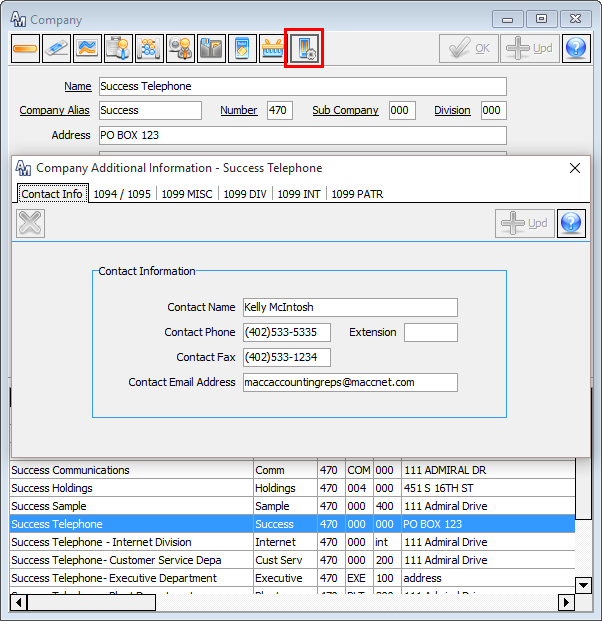 AM Company
OK Upd ?
Name Success Telephone
Company Alias Success Number 470 Sub Company 000 Division 000
Address PO BOX 123
AM Company Additional Information - Success Telephone
Contact Info 1094 / 1095 1099 MISC 1099 DIV 1099 INT 1099 PATR
Upd ?
Contact Information
Contact Name Kelly McIntosh
Contact Phone (402)533-5335 Extension
Contact Fax (402)533-1234
Contact Email Address maccaccountingreps@maccnet.com
Success Communications Comm 470 COM 000 111 ADMIRAL DR
Success Holdings Holdings 470 004 000 451 S 16TH ST
Success Sample Sample 470 000 400 111 Admiral Drive
Success Telephone Success 470 000 000 PO BOX 123
Success Telephone - Internet Division Internet 470 000 int 111 Admiral Drive
Success Telephone- Customer Service Depa Cust Serv 470 000 200 111 Admiral Drive
Success Telephone- Executive Department Executive 470 EXE 100 address